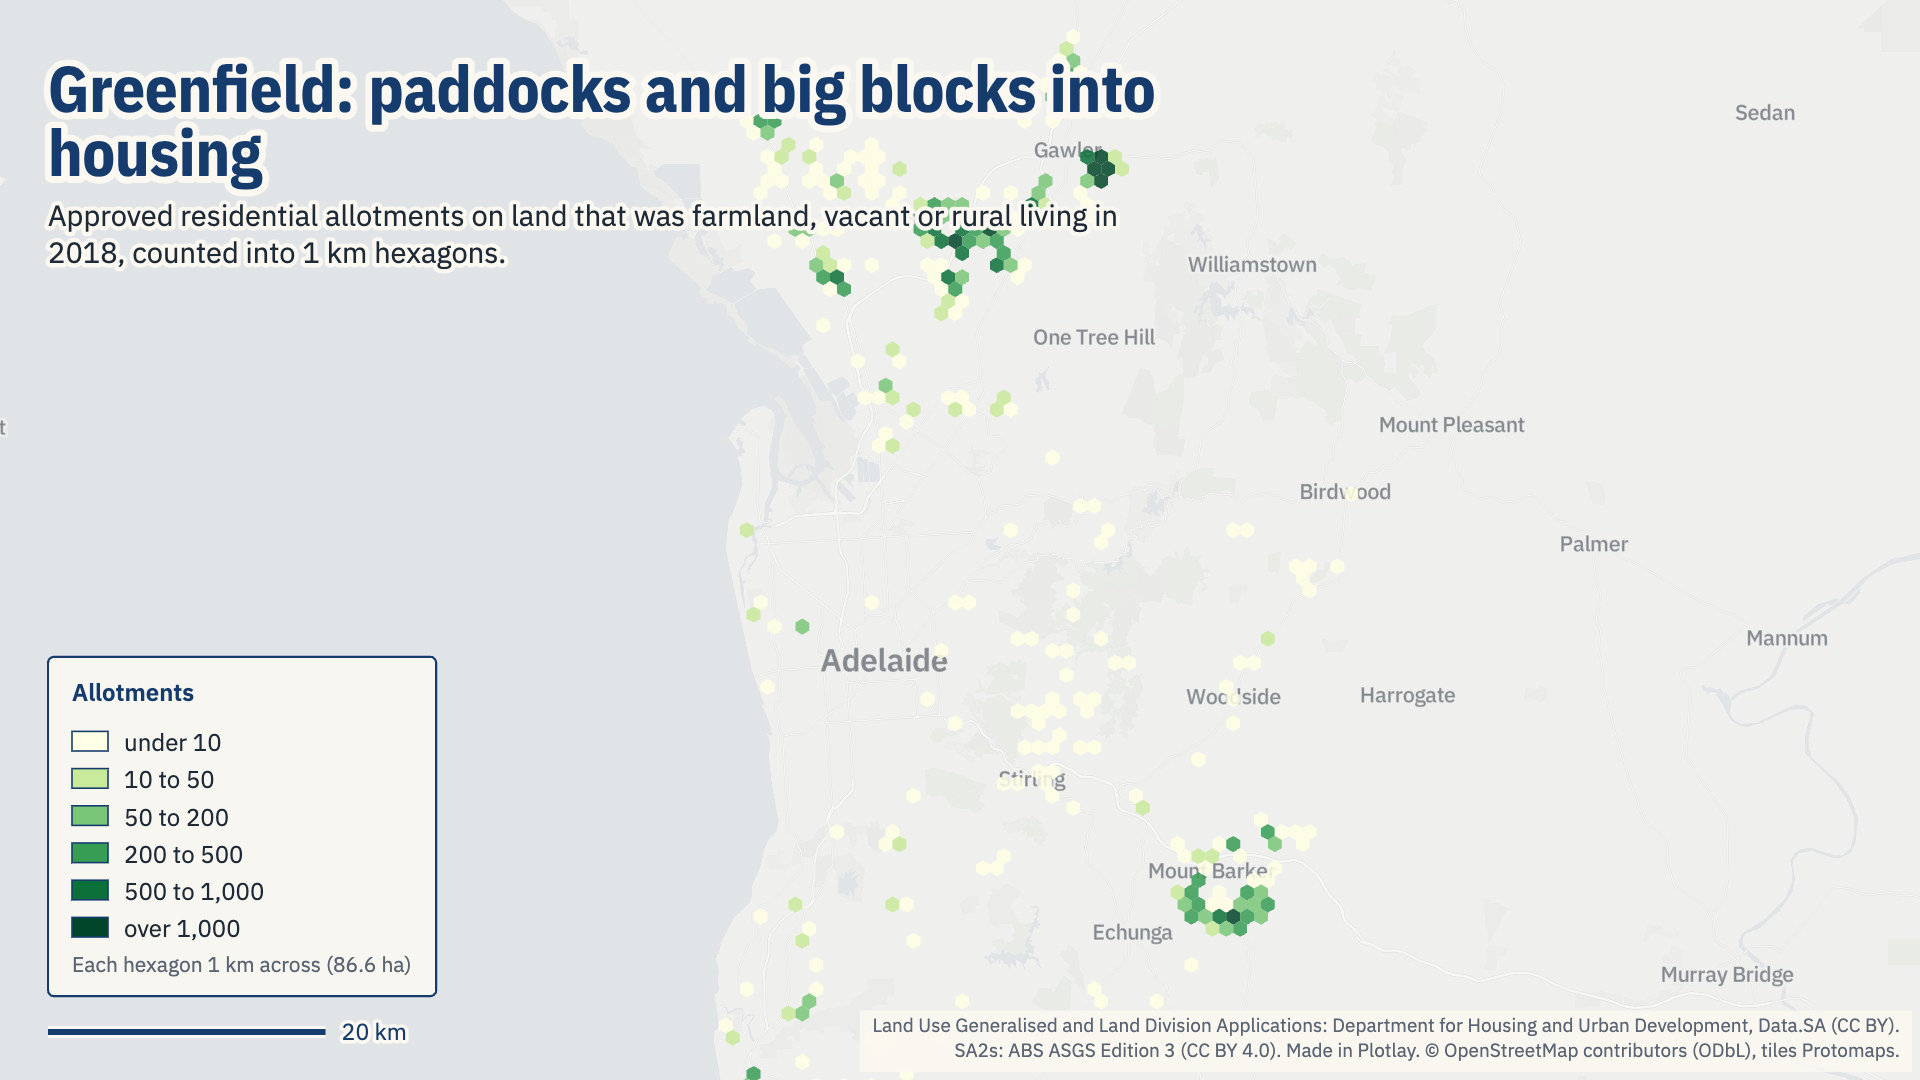 Greenfield: paddocks and big blocks into
housing
Approved residential allotments on land that was farmland, vacant or rural living in
2018, counted into 1 km hexagons.
Sedan
Gawler
Williamstown
One Tree Hill
Mount Pleasant
Birdwood
Palmer
Mannum
Adelaide
Woodside
Harrogate
Stirling
Mount Barker
Echunga
Murray Bridge
Allotments
under 10
10 to 50
50 to 200
200 to 500
500 to 1,000
over 1,000
Each hexagon 1 km across (86.6 ha)
20 km
Land Use Generalised and Land Division Applications: Department for Housing and Urban Development, Data.SA (CC BY).
SA2s: ABS ASGS Edition 3 (CC BY 4.0). Made in Plotlay. © OpenStreetMap contributors (ODbL), tiles Protomaps.